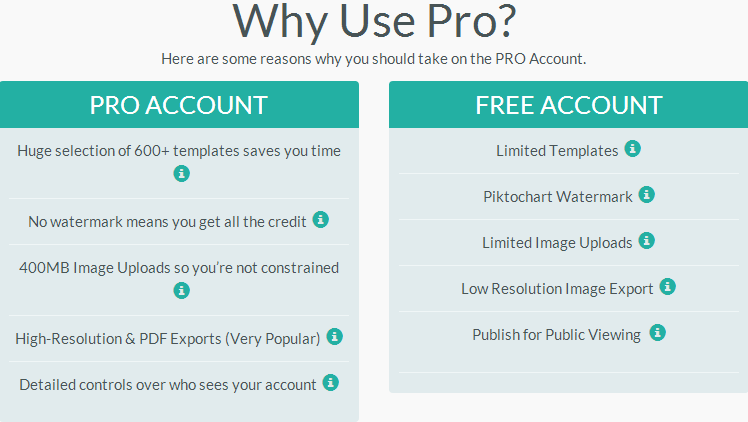 Why Use Pro?
Here are some reasons why you should take on the PRO Account.
PRO ACCOUNT
Huge selection of 600+ templates saves you time
No watermark means you get all the credit
400MB Image Uploads so you’re not constrained
High-Resolution & PDF Exports (Very Popular)
Detailed controls over who sees your account
FREE ACCOUNT
Limited Templates
Piktochart Watermark
Limited Image Uploads
Low Resolution Image Export
Publish for Public Viewing